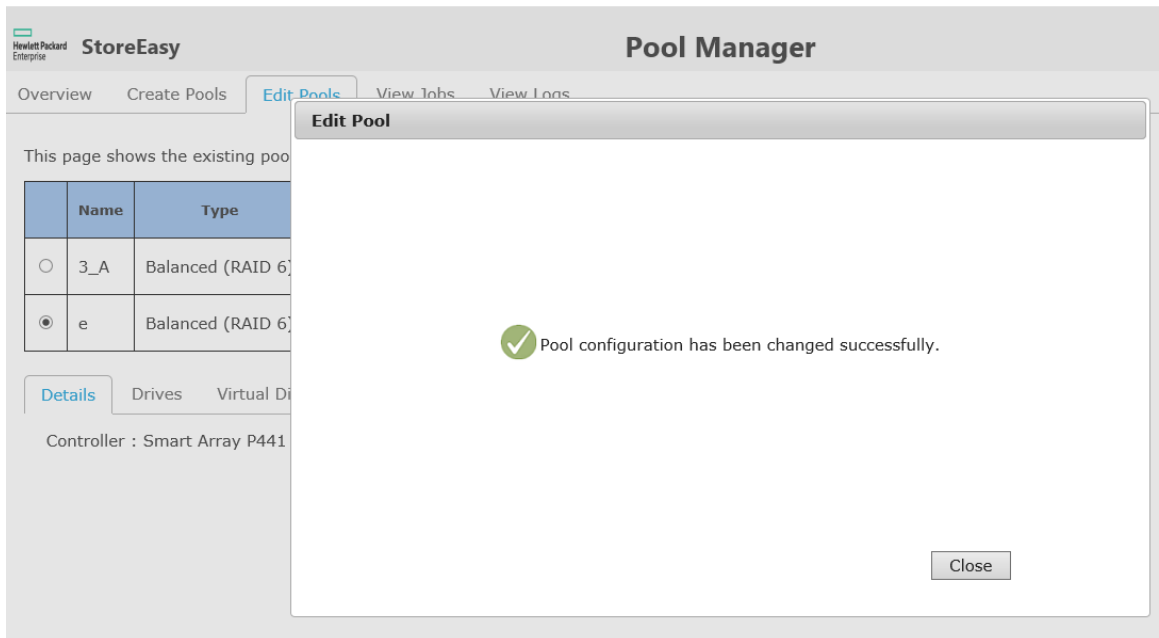 Hewlett Packard
Enterprise
StoreEasy
Pool Manager
Overview Create Pools Edit Pools View Jobs View Logs
Edit Pool
This page shows the existing poo
Name Type
3_A Balanced (RAID 6)
e Balanced (RAID 6)
Pool configuration has been changed successfully.
Details Drives Virtual Di
Controller : Smart Array P441
Close